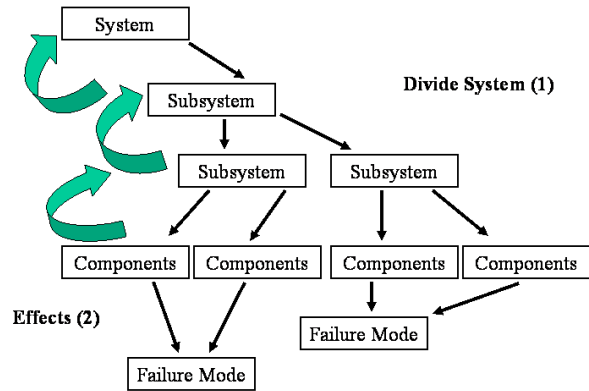 System
Divide System (1)
Subsystem
Subsystem
Subsystem
Components
Components
Components
Components
Effects (2)
Failure Mode
Failure Mode